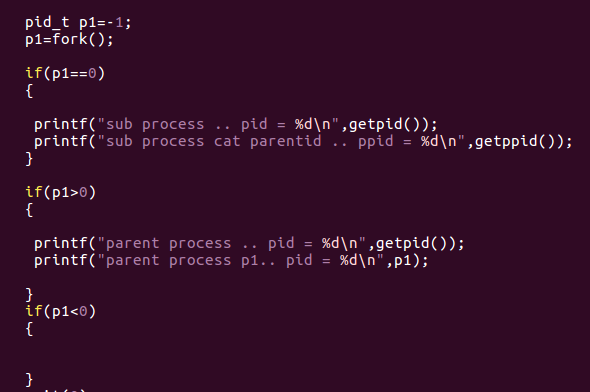 pid_t p1=-1;
p1=fork();
if(p1==0)
{
printf("sub process .. pid = %d\n",getpid());
printf("sub process cat parentid .. ppid = %d\n",getppid());
}
if(p1>0)
{
printf("parent process .. pid = %d\n",getpid());
printf("parent process p1.. pid = %d\n",p1);
}
if(p1<0)
{
}